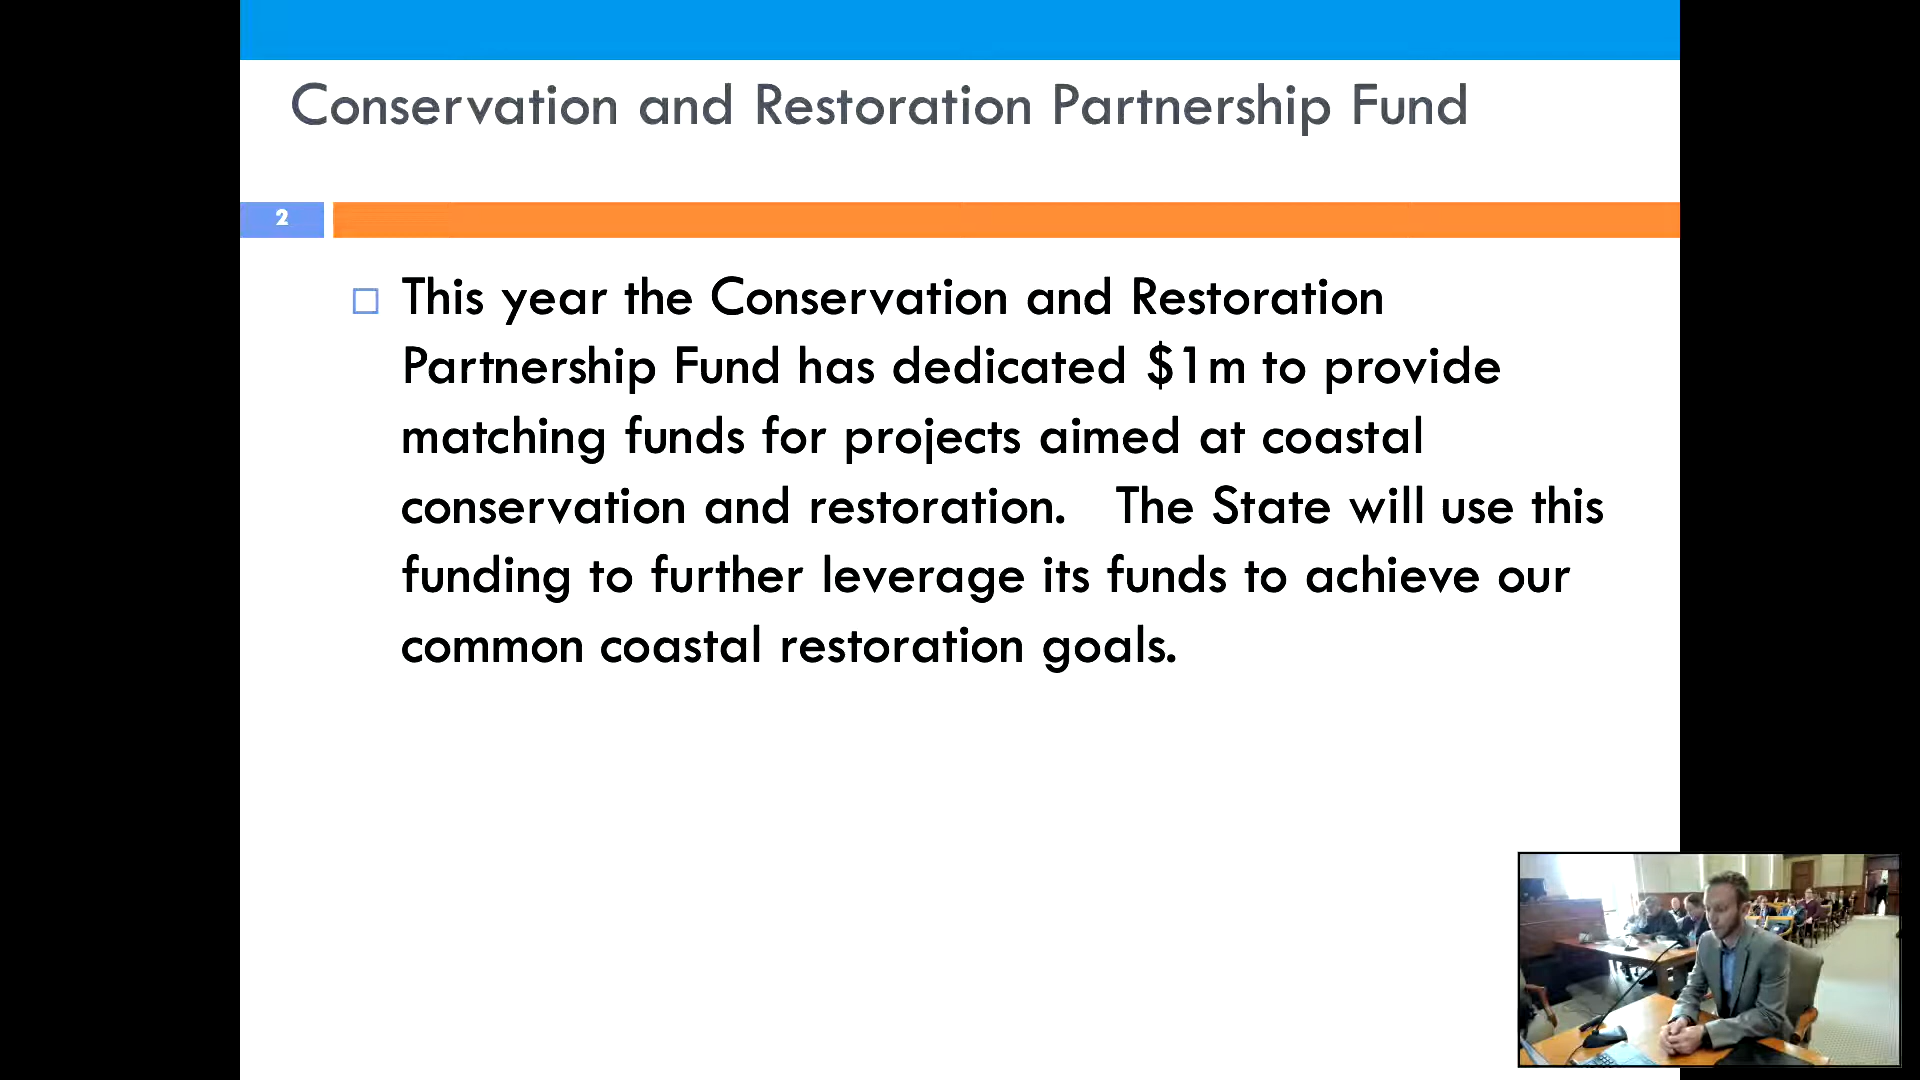 Conservation and Restoration Partnership Fund
2
This year the Conservation and Restoration
Partnership Fund has dedicated $1m to provide
matching funds for projects aimed at coastal
conservation and restoration.   The State will use this
funding to further leverage its funds to achieve our
common coastal restoration goals.